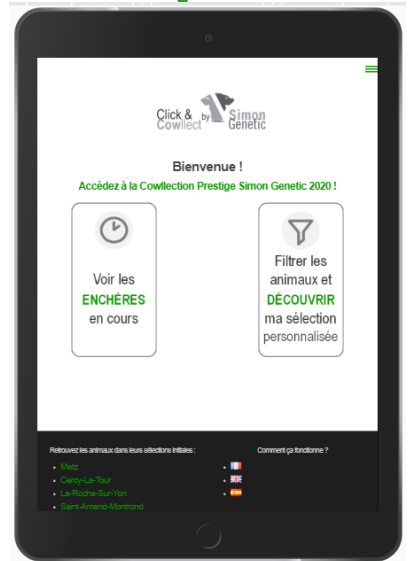 Click & Cowllect by Simon Genetic
Bienvenue !
Accèdez à la Cowllection Prestige Simon Genetic 2020 !
Voir les
ENCHÈRES
en cours
Filtrer les
animaux et
DÉCOUVRIR
ma sélection
personnalisée
Retrouvez les animaux dans leurs sélections initiales :
Metz
Cercy-La-Tour
La-Roche-Sur-Yon
Saint-Amand-Montrond
Comment ça fonctionne ?